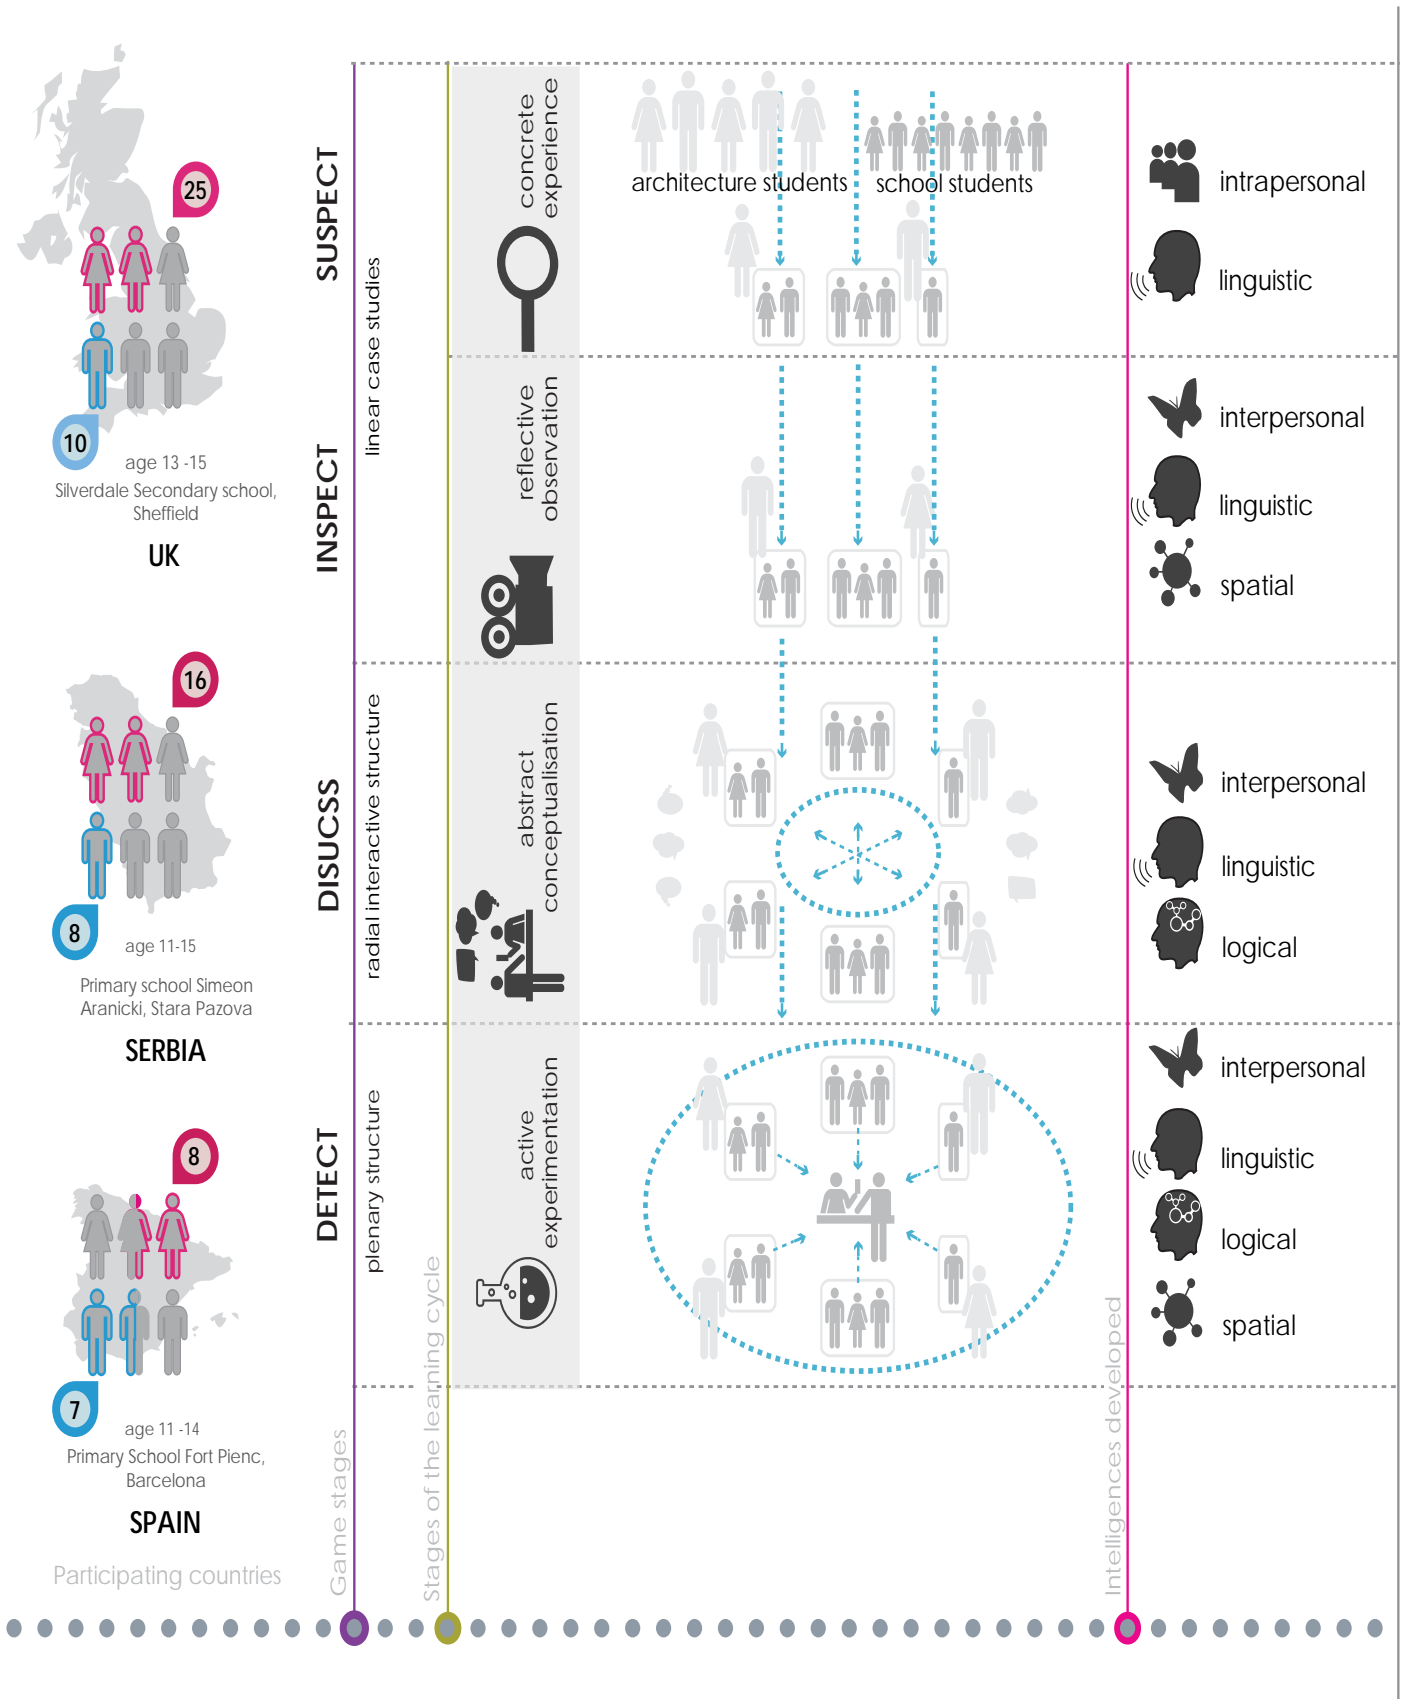 25
10
age 13 -15
Silverdale Secondary school,
Sheffield
UK
16
8
age 11-15
Primary school Simeon
Aranicki, Stara Pazova
SERBIA
8
7
age 11 -14
Primary School Fort Pienc,
Barcelona
SPAIN
Participating countries
SUSPECT
INSPECT
DISUCSS
DETECT
Game stages
linear case studies
radial interactive structure
plenary structure
Stages of the learning cycle
concrete
experience
reflective
observation
abstract
conceptualisation
active
experimentation
architecture students
school students
Intelligences developed
intrapersonal
linguistic
interpersonal
linguistic
spatial
interpersonal
linguistic
logical
interpersonal
linguistic
logical
spatial